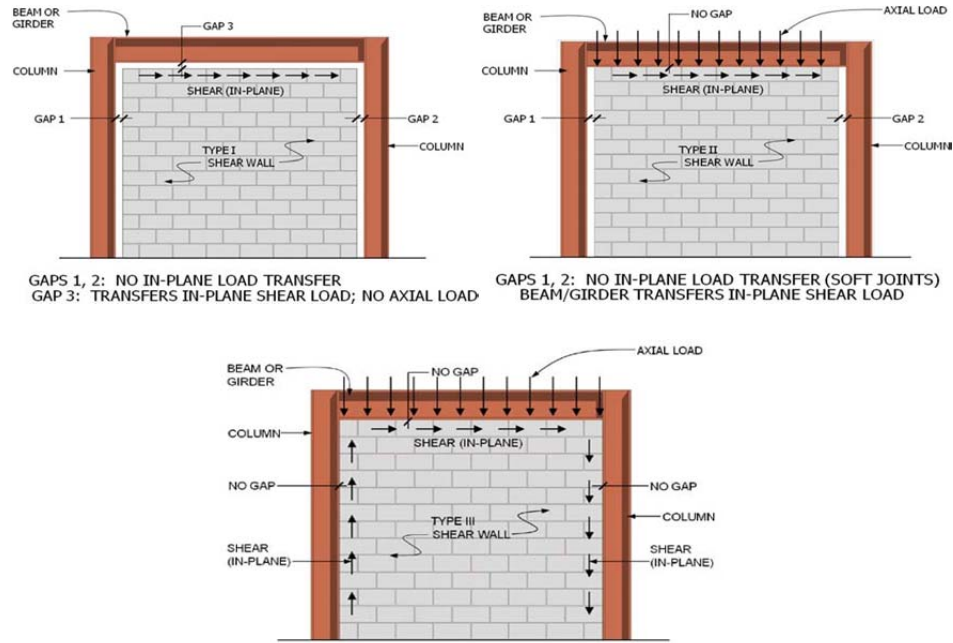 BEAM OR
GIRDER
GAP 3
COLUMN
SHEAR (IN-PLANE)
GAP 1
GAP 2
TYPE I
SHEAR WALL
COLUMN
GAPS 1, 2: NO IN-PLANE LOAD TRANSFER
GAP 3: TRANSFERS IN-PLANE SHEAR LOAD; NO AXIAL LOAD
BEAM OR
GIRDER
NO GAP
AXIAL LOAD
COLUMN
SHEAR (IN-PLANE)
GAP 1
GAP 2
TYPE II
SHEAR WALL
COLUMN
GAPS 1, 2: NO IN-PLANE LOAD TRANSFER (SOFT JOINTS)
BEAM/GIRDER TRANSFERS IN-PLANE SHEAR LOAD
BEAM OR
GIRDER
NO GAP
AXIAL LOAD
COLUMN
SHEAR (IN-PLANE)
NO GAP
NO GAP
TYPE III
SHEAR WALL
COLUMN
SHEAR
(IN-PLANE)
SHEAR
(IN-PLANE)